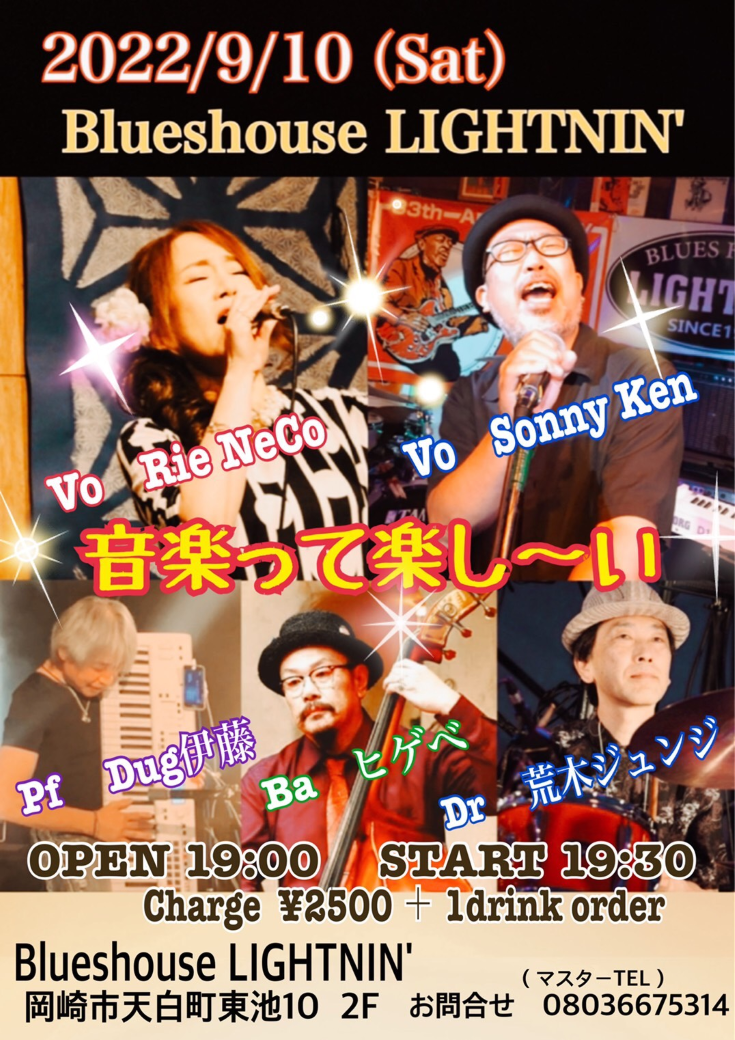 2022/9/10 (Sat)
Blueshouse LIGHTNIN'
BLUES
LIGHT
SINCE19
Vo Rie NeCo
Vo Sonny Ken
音楽って楽し〜い
Pf Dug伊藤
Ba ヒゲベ
Dr 荒木ジュンジ
OPEN 19:00 START 19:30
Charge ¥2500 + 1drink order
Blueshouse LIGHTNIN'
(マスターTEL)
岡崎市天白町東池10 2F お問合せ 08036675314